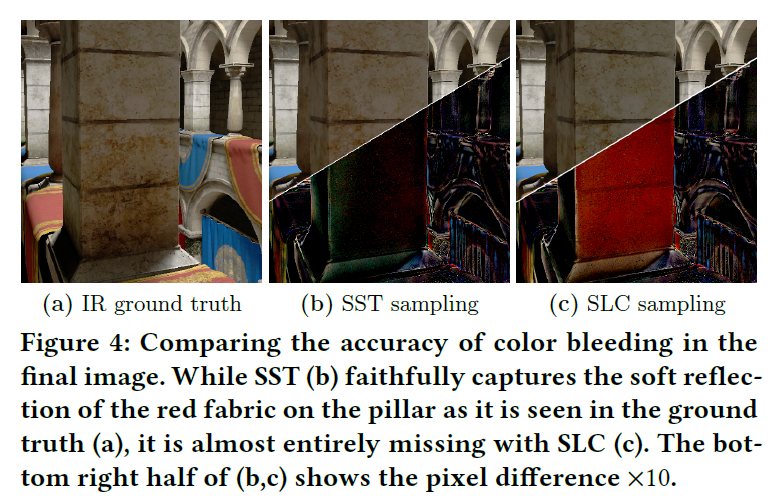 (a) IR ground truth
(b) SST sampling
(c) SLC sampling
Figure 4: Comparing the accuracy of color bleeding in the
final image. While SST (b) faithfully captures the soft reflec-
tion of the red fabric on the pillar as it is seen in the ground
truth (a), it is almost entirely missing with SLC (c). The bot-
tom right half of (b,c) shows the pixel difference ×10.